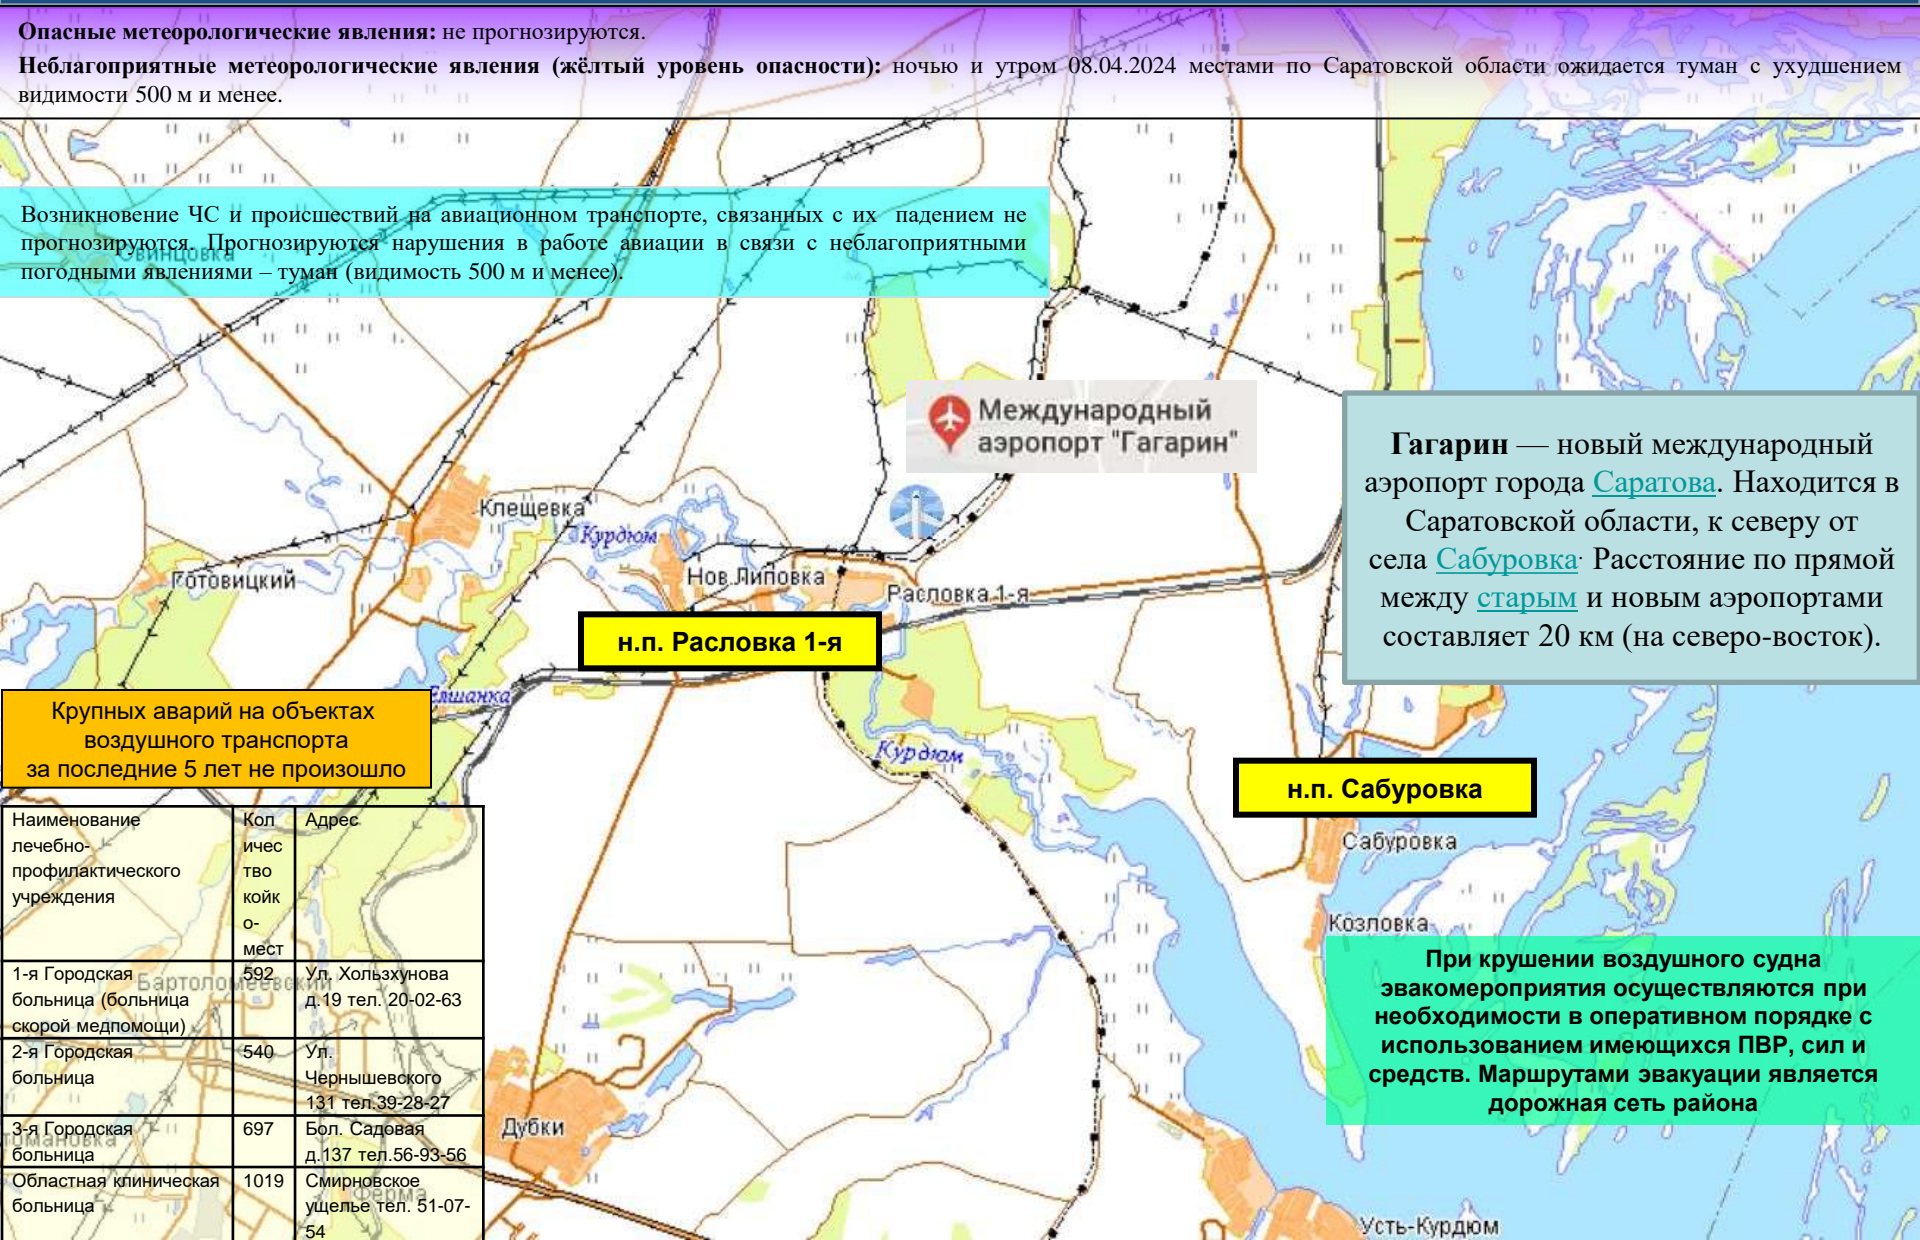 Опасные метеорологические явления: не прогнозируются.
Неблагоприятные метеорологические явления (жёлтый уровень опасности): ночью и утром 08.04.2024 местами по Саратовской области ожидается туман с ухудшением
видимости 500 м и менее.
Возникновение ЧС и происшествий на авиационном транспорте, связанных с их падением не
прогнозируются. Прогнозируются нарушения в работе авиации в связи с неблагоприятными
погодными явлениями – туман (видимость 500 м и менее).
Международный
аэропорт "Гагарин"
Гагарин — новый международный
аэропорт города Саратова. Находится в
Саратовской области, к северу от
села Сабуровка. Расстояние по прямой
между старым и новым аэропортами
составляет 20 км (на северо-восток).
Клещевка
Курдюм
Готовицкий
Нов.Липовка
Расловка 1-я
н.п. Расловка 1-я
Елшанка
Крупных аварий на объектах
воздушного транспорта
за последние 5 лет не произошло
Курдюм
н.п. Сабуровка
Сабуровка
Козловка
Наименование
лечебно-
профилактического
учреждения
Кол
ичес
тво
койк
о-
мест
Адрес
1-я Городская
больница (больница
скорой медпомощи)
592
Ул. Хользхунова
д.19 тел. 20-02-63
2-я Городская
больница
540
Ул.
Чернышевского
131 тел.39-28-27
3-я Городская
больница
697
Бол. Садовая
д.137 тел.56-93-56
Областная клиническая
больница
1019
Смирновское
ущелье тел. 51-07-
54
Бартоломеевский
Ферма
Дубки
При крушении воздушного судна
эвакомероприятия осуществляются при
необходимости в оперативном порядке с
использованием имеющихся ПВР, сил и
средств. Маршрутами эвакуации является
дорожная сеть района
Усть-Курдюм